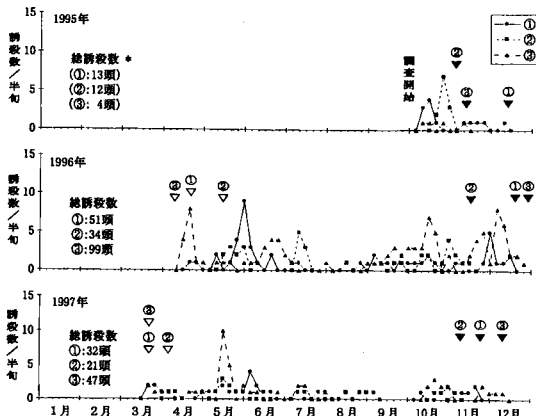 15
10
5
0
誘殺数/半旬
1995年
総誘殺数 *
(①:13頭)
(②:12頭)
(③: 4頭)
調査開始
②
③
①
①
②
③
15
10
5
0
誘殺数/半旬
1996年
総誘殺数
①:51頭
②:34頭
③:99頭
③
①
②
②
①
③
15
10
5
0
誘殺数/半旬
1997年
総誘殺数
①:32頭
②:21頭
③:47頭
③
①
②
②
①
③
1月 2月 3月 4月 5月 6月 7月 8月 9月 10月 11月 12月